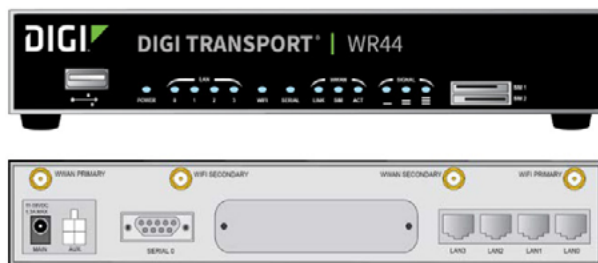 DIGI
DIGI TRANSPORT® | WR44
LAN
WWAN
SIGNAL
POWER 0 1 2 3 WIFI SERIAL LINK SIM ACT
SIM 1
SIM 2
WWAN PRIMARY
WIFI SECONDARY
WWAN SECONDARY
WIFI PRIMARY
MAIN
AUX
SERIAL 0
LAN3
LAN2
LAN1
LAN0